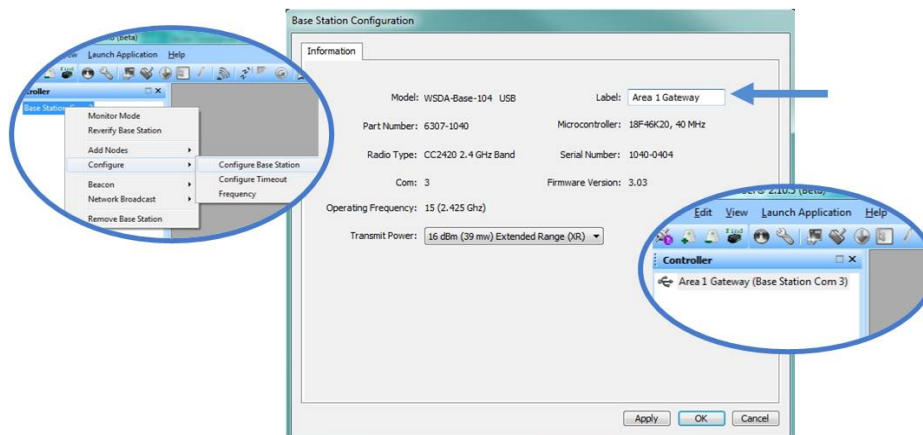 (beta)
Launch Application Help
Base Station
Monitor Mode
Reverify Base Station
Add Nodes
Configure
Beacon
Network Broadcast
Remove Base Station
Configure Base Station
Configure Timeout
Frequency
Base Station Configuration
Information
Model: WSDA-Base-104 USB
Label: Area 1 Gateway
Part Number: 6307-1040
Microcontroller: 18F46K20, 40 MHz
Radio Type: CC2420 2.4 GHz Band
Serial Number: 1040-0404
Com: 3
Firmware Version: 3.03
Operating Frequency: 15 (2.425 Ghz)
Transmit Power: 16 dBm (39 mw) Extended Range (XR)
Apply OK Cancel
2.10.5 (Beta)
Edit View Launch Application Help
Find
Controller
Area 1 Gateway (Base Station Com 3)